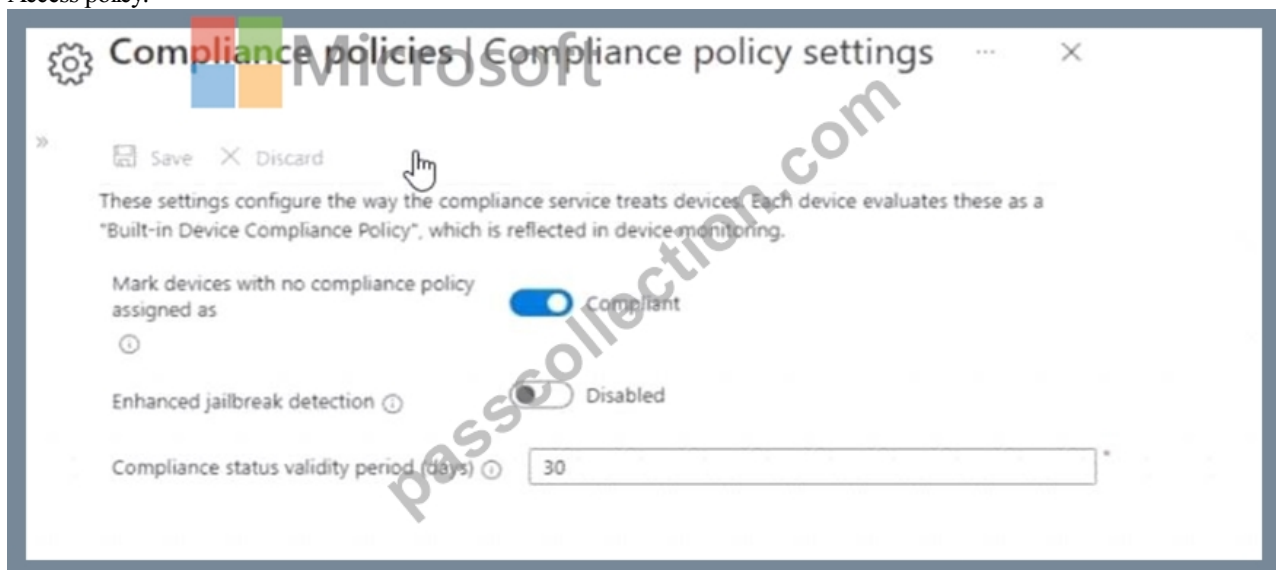 Access policy.
Compliance policies | Compliance policy settings ... ×
Microsoft
» Save × Discard
These settings configure the way the compliance service treats devices. Each device evaluates these as a
"Built-in Device Compliance Policy", which is reflected in device monitoring.
Mark devices with no compliance policy
assigned as
Compliant
Enhanced jailbreak detection Disabled
Compliance status validity period (days) 30 *
passcollection.com